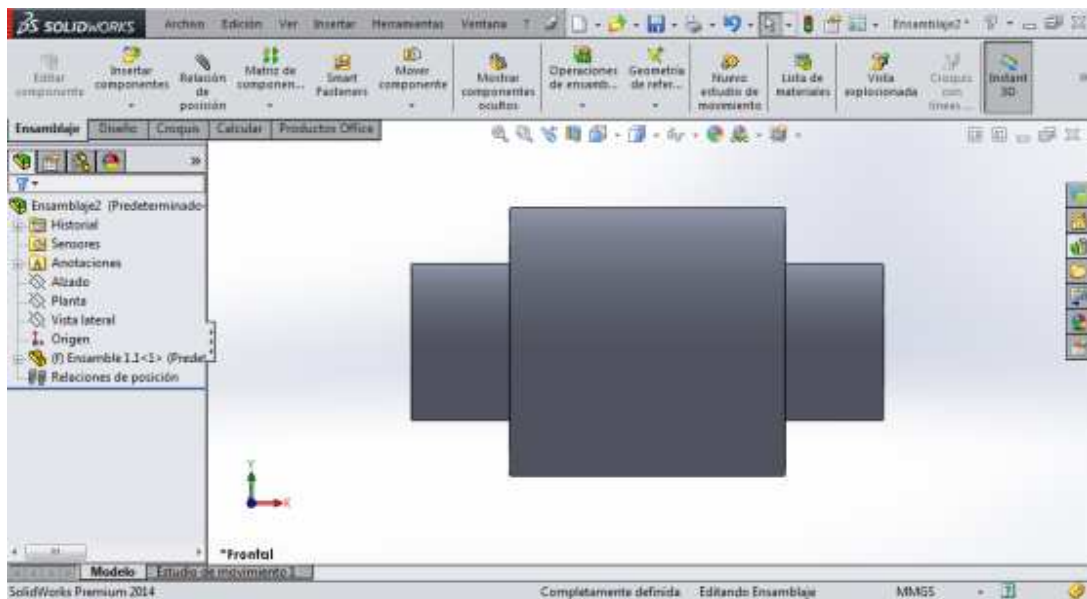 SOLIDWORKS Archivo Edición Ver Insertar Herramientas Ventana ? Ensamblaje2 *
Editar componente
Insertar componentes
Relación de posición
Matriz de componen...
Smart Fasteners
Mover componente
Mostrar componentes ocultos
Operaciones de ensamb...
Geometría de refer...
Nuevo estudio de movimiento
Lista de materiales
Vista explosionada
Croquis con líneas ...
Instant 3D
Ensamblaje Diseño Croquis Calcular Productos Office
Ensamblaje2 (Predeterminado-
Historial
Sensores
A Anotaciones
Alzado
Planta
Vista lateral
Origen
(f) Ensamble 1.1<1> (Predet
Relaciones de posición
Y
X
*Frontal
Modelo Estudio de movimiento 1
SolidWorks Premium 2014 Completamente definida Editando Ensamblaje MMGS